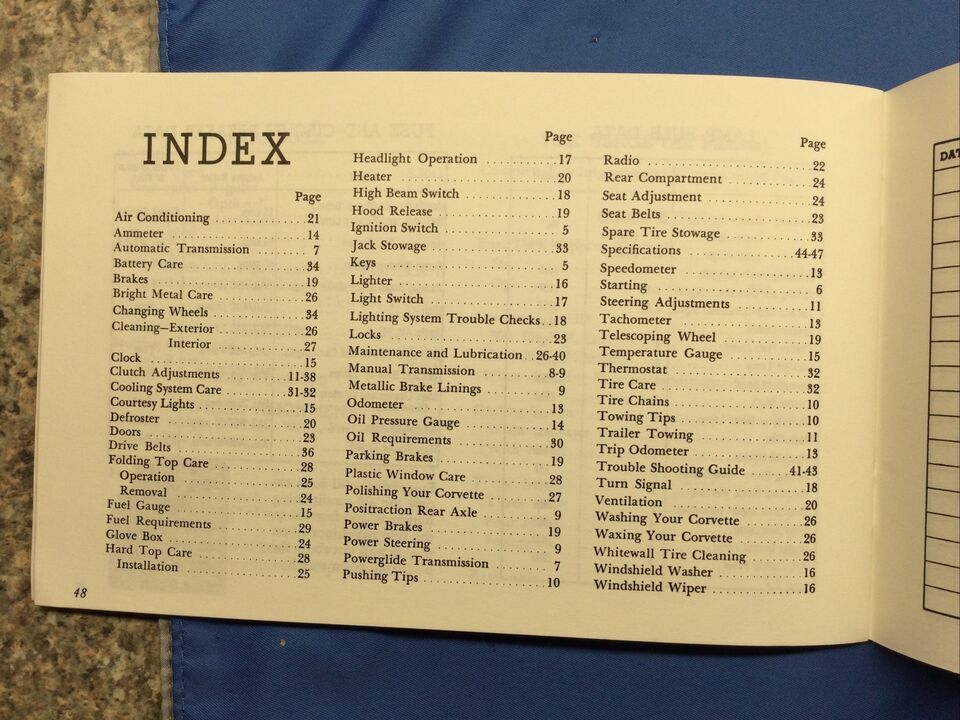 INDEX
Page
Air Conditioning ................ 21
Ammeter ................ 14
Automatic Transmission ................ 7
Battery Care ................ 34
Brakes ................ 19
Bright Metal Care ................ 26
Changing Wheels ................ 34
Cleaning—Exterior ................ 26
Interior ................ 27
Clock ................ 15
Clutch Adjustments ................ 11-38
Cooling System Care ................ 31-32
Courtesy Lights ................ 15
Defroster ................ 20
Doors ................ 23
Drive Belts ................ 36
Folding Top Care ................ 28
Operation ................ 25
Removal ................ 24
Fuel Gauge ................ 15
Fuel Requirements ................ 29
Glove Box ................ 24
Hard Top Care ................ 28
Installation ................ 25
48
Page
Headlight Operation ................ 17
Heater ................ 20
High Beam Switch ................ 18
Hood Release ................ 19
Ignition Switch ................ 5
Jack Stowage ................ 33
Keys ................ 5
Lighter ................ 16
Light Switch ................ 17
Lighting System Trouble Checks.. 18
Locks ................ 23
Maintenance and Lubrication.. 26-40
Manual Transmission ................ 8-9
Metallic Brake Linings ................ 9
Odometer ................ 13
Oil Pressure Gauge ................ 14
Oil Requirements ................ 30
Parking Brakes ................ 19
Plastic Window Care ................ 28
Polishing Your Corvette ................ 27
Positraction Rear Axle ................ 9
Power Brakes ................ 19
Power Steering ................ 9
Powerglide Transmission ................ 7
Pushing Tips ................ 10
Page
Radio ................ 22
Rear Compartment ................ 24
Seat Adjustment ................ 24
Seat Belts ................ 23
Spare Tire Stowage ................ 33
Specifications ................ 44-47
Speedometer ................ 13
Starting ................ 6
Steering Adjustments ................ 11
Tachometer ................ 13
Telescoping Wheel ................ 19
Temperature Gauge ................ 15
Thermostat ................ 32
Tire Care ................ 32
Tire Chains ................ 10
Towing Tips ................ 10
Trailer Towing ................ 11
Trip Odometer ................ 13
Trouble Shooting Guide ................ 41-43
Turn Signal ................ 18
Ventilation ................ 20
Washing Your Corvette ................ 26
Waxing Your Corvette ................ 26
Whitewall Tire Cleaning ................ 26
Windshield Washer ................ 16
Windshield Wiper ................ 16